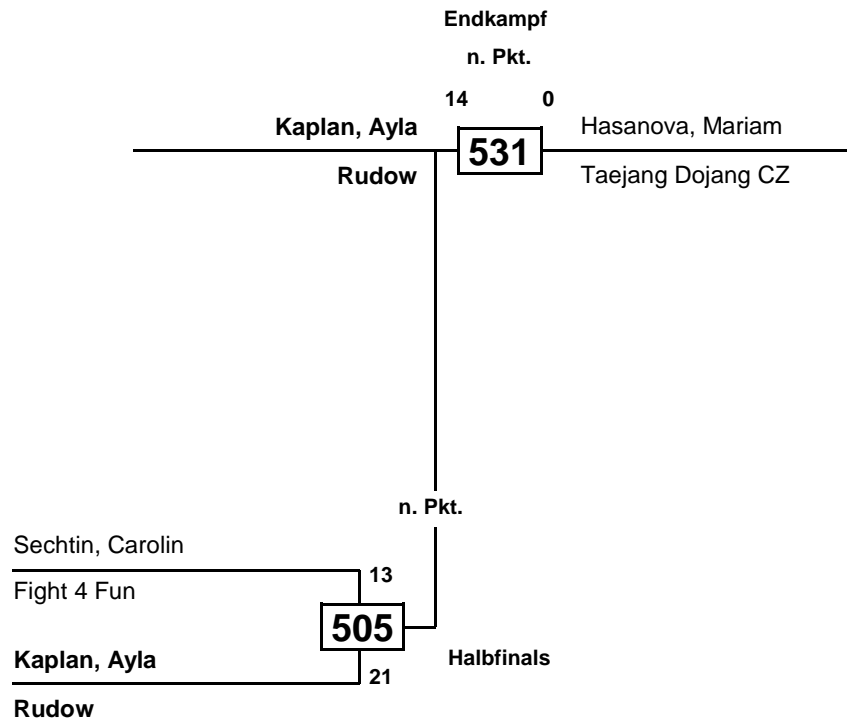 Endkampf
n. Pkt.
14 0
Kaplan, Ayla 531 Hasanova, Mariam
Rudow Taejang Dojang CZ
n. Pkt.
Sechtin, Carolin
13
Fight 4 Fun
505
Kaplan, Ayla Halbfinals
21
Rudow